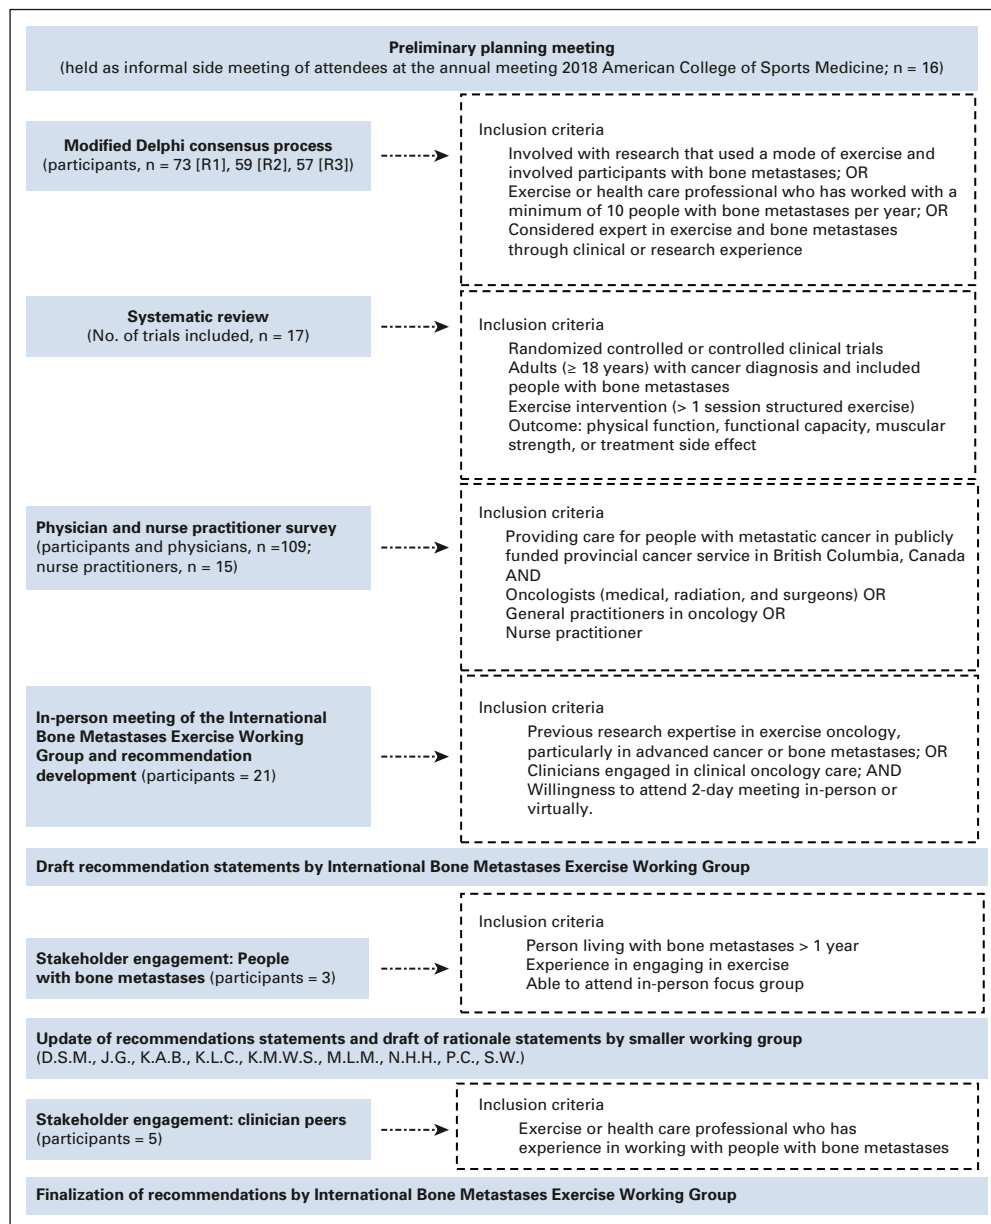 Preliminary planning meeting
(held as informal side meeting of attendees at the annual meeting 2018 American College of Sports Medicine; n = 16)
Modified Delphi consensus process
(participants, n = 73 [R1], 59 [R2], 57 [R3])
Inclusion criteria
Involved with research that used a mode of exercise and
involved participants with bone metastases; OR
Exercise or health care professional who has worked with a
minimum of 10 people with bone metastases per year; OR
Considered expert in exercise and bone metastases
through clinical or research experience
Systematic review
(No. of trials included, n = 17)
Inclusion criteria
Randomized controlled or controlled clinical trials
Adults (≥ 18 years) with cancer diagnosis and included
people with bone metastases
Exercise intervention (> 1 session structured exercise)
Outcome: physical function, functional capacity, muscular
strength, or treatment side effect
Physician and nurse practitioner survey
(participants and physicians, n =109;
nurse practitioners, n = 15)
Inclusion criteria
Providing care for people with metastatic cancer in publicly
funded provincial cancer service in British Columbia, Canada
AND
Oncologists (medical, radiation, and surgeons) OR
General practitioners in oncology OR
Nurse practitioner
In-person meeting of the International
Bone Metastases Exercise Working
Group and recommendation
development (participants = 21)
Inclusion criteria
Previous research expertise in exercise oncology,
particularly in advanced cancer or bone metastases; OR
Clinicians engaged in clinical oncology care; AND
Willingness to attend 2-day meeting in-person or
virtually.
Draft recommendation statements by International Bone Metastases Exercise Working Group
Stakeholder engagement: People
with bone metastases (participants = 3)
Inclusion criteria
Person living with bone metastases > 1 year
Experience in engaging in exercise
Able to attend in-person focus group
Update of recommendations statements and draft of rationale statements by smaller working group
(D.S.M., J.G., K.A.B., K.L.C., K.M.W.S., M.L.M., N.H.H., P.C., S.W.)
Stakeholder engagement: clinician peers
(participants = 5)
Inclusion criteria
Exercise or health care professional who has
experience in working with people with bone metastases
Finalization of recommendations by International Bone Metastases Exercise Working Group